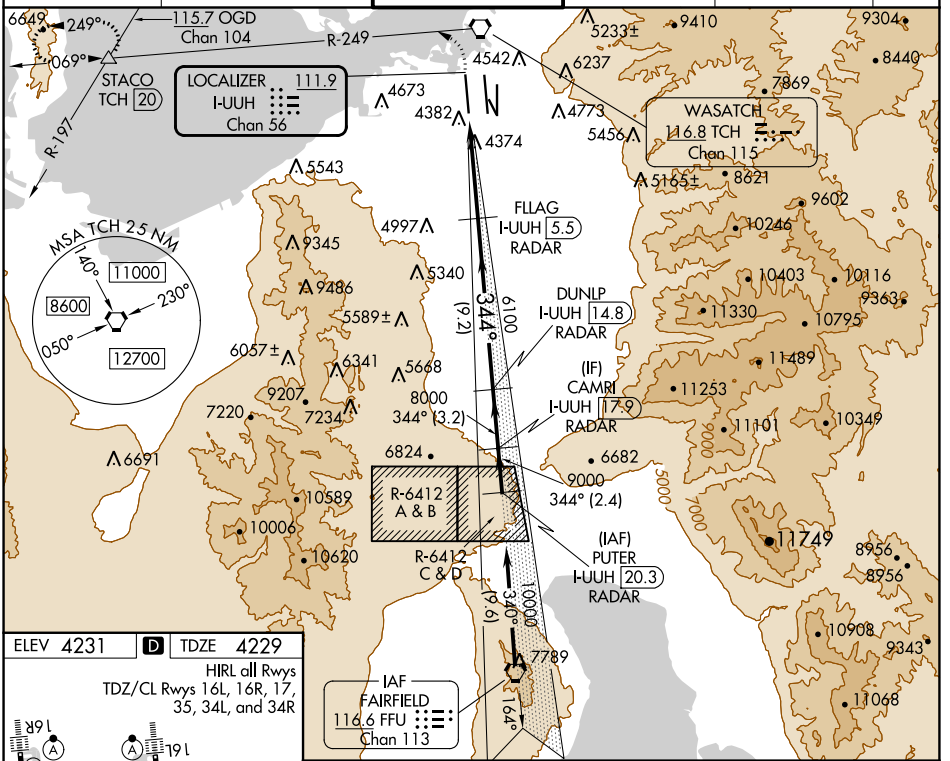 6649
249°
069°
115.7 OGD
Chan 104
R-249
STACO
TCH 20
R-197
LOCALIZER 111.9
I-UUH
Chan 56
4542
5233±
6237
9410
9304
8440
7869
4673
4382
4374
4773
5456
WASATCH
116.8 TCH
Chan 115
5543
5165±
8621
9602
MSA TCH 25 NM
140°
11000
8600
230°
050°
12700
9345
4997
FLLAG
I-UUH 5.5
RADAR
10246
9486
5340
10403
10116
9363
5589±
344°
(9.2)
6100
DUNLP
I-UUH 14.8
RADAR
11330
10795
6057±
6341
5668
11489
(IF)
CAMRI
I-UUH 17.9
RADAR
11253
9207
7220
7234
8000
344° (3.2)
11101
9000
10349
6691
6824
6682
5000
7000
9000
344° (2.4)
R-6412
A & B
10589
10006
10620
R-6412
C & D
(IAF)
PUTER
I-UUH 20.3
RADAR
11749
8956
8956
340°
(9.6)
10000
10908
9343
11068
7789
164°
IAF
FAIRFIELD
116.6 FFU
Chan 113
ELEV 4231 D TDZE 4229
HIRL all Rwys
TDZ/CL Rwys 16L, 16R, 17,
35, 34L, and 34R
16R
A
A
16L